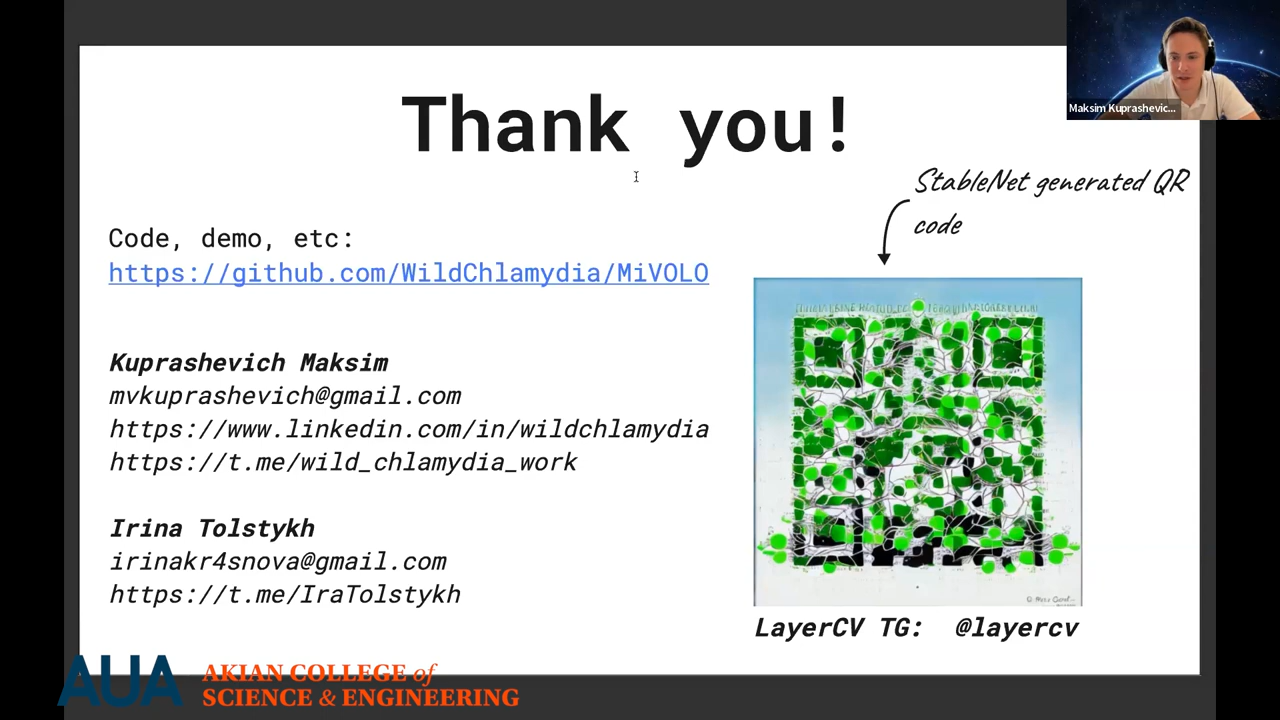 Thank you!
Maksim Kuprashevic...
StableNet generated QR
code
Code, demo, etc:
https://github.com/WildChlamydia/MiVOLO
Kuprashevich Maksim
mvkuprashevich@gmail.com
https://www.linkedin.com/in/wildchlamydia
https://t.me/wild_chlamydia_work
Irina Tolstykh
irinakr4snova@gmail.com
https://t.me/IraTolstykh
LayerCV TG: @layercv
AUA AKIAN COLLEGE of
SCIENCE & ENGINEERING